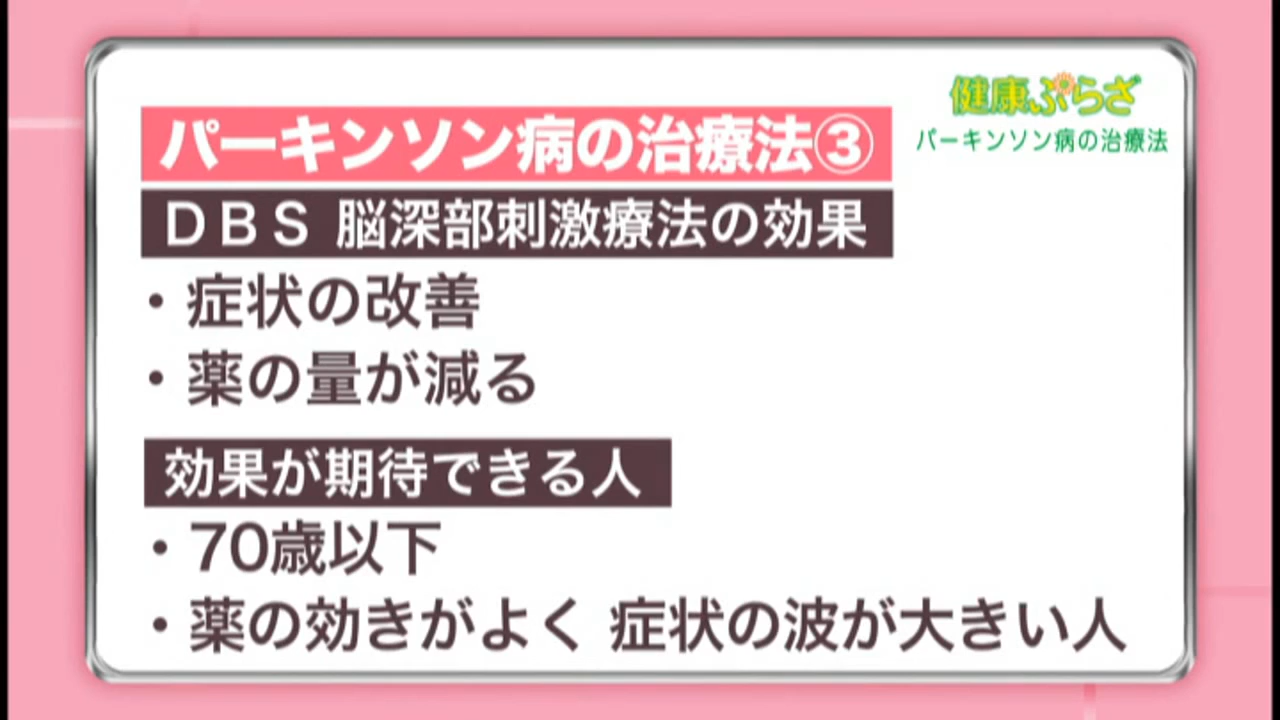 健康ぷらざ
パーキンソン病の治療法
パーキンソン病の治療法③
ＤＢＳ 脳深部刺激療法の効果
・症状の改善
・薬の量が減る
効果が期待できる人
・70歳以下
・薬の効きがよく 症状の波が大きい人